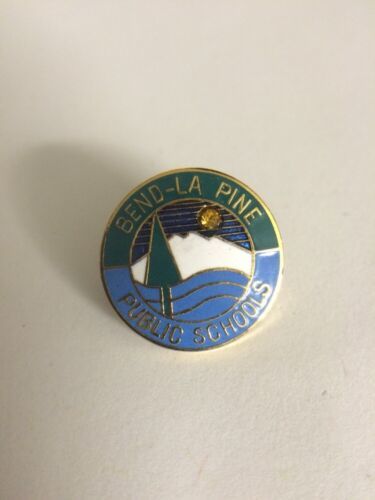 BEND-LA PINE
PUBLIC SCHOOLS